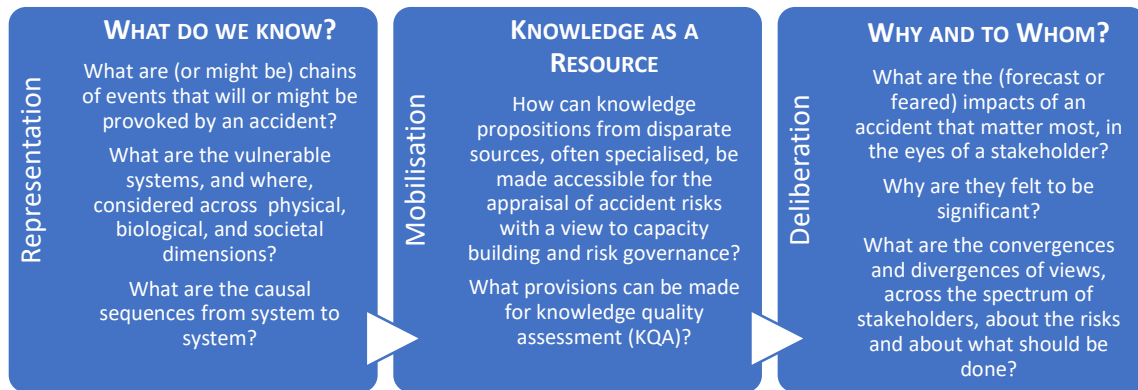 Representation
WHAT DO WE KNOW?
What are (or might be) chains
of events that will or might be
provoked by an accident?
What are the vulnerable
systems, and where,
considered across physical,
biological, and societal
dimensions?
What are the causal
sequences from system to
system?
Mobilisation
KNOWLEDGE AS A
RESOURCE
How can knowledge
propositions from disparate
sources, often specialised, be
made accessible for the
appraisal of accident risks
with a view to capacity
building and risk governance?
What provisions can be made
for knowledge quality
assessment (KQA)?
Deliberation
WHY AND TO WHOM?
What are the (forecast or
feared) impacts of an
accident that matter most, in
the eyes of a stakeholder?
Why are they felt to be
significant?
What are the convergences
and divergences of views,
across the spectrum of
stakeholders, about the risks
and about what should be
done?